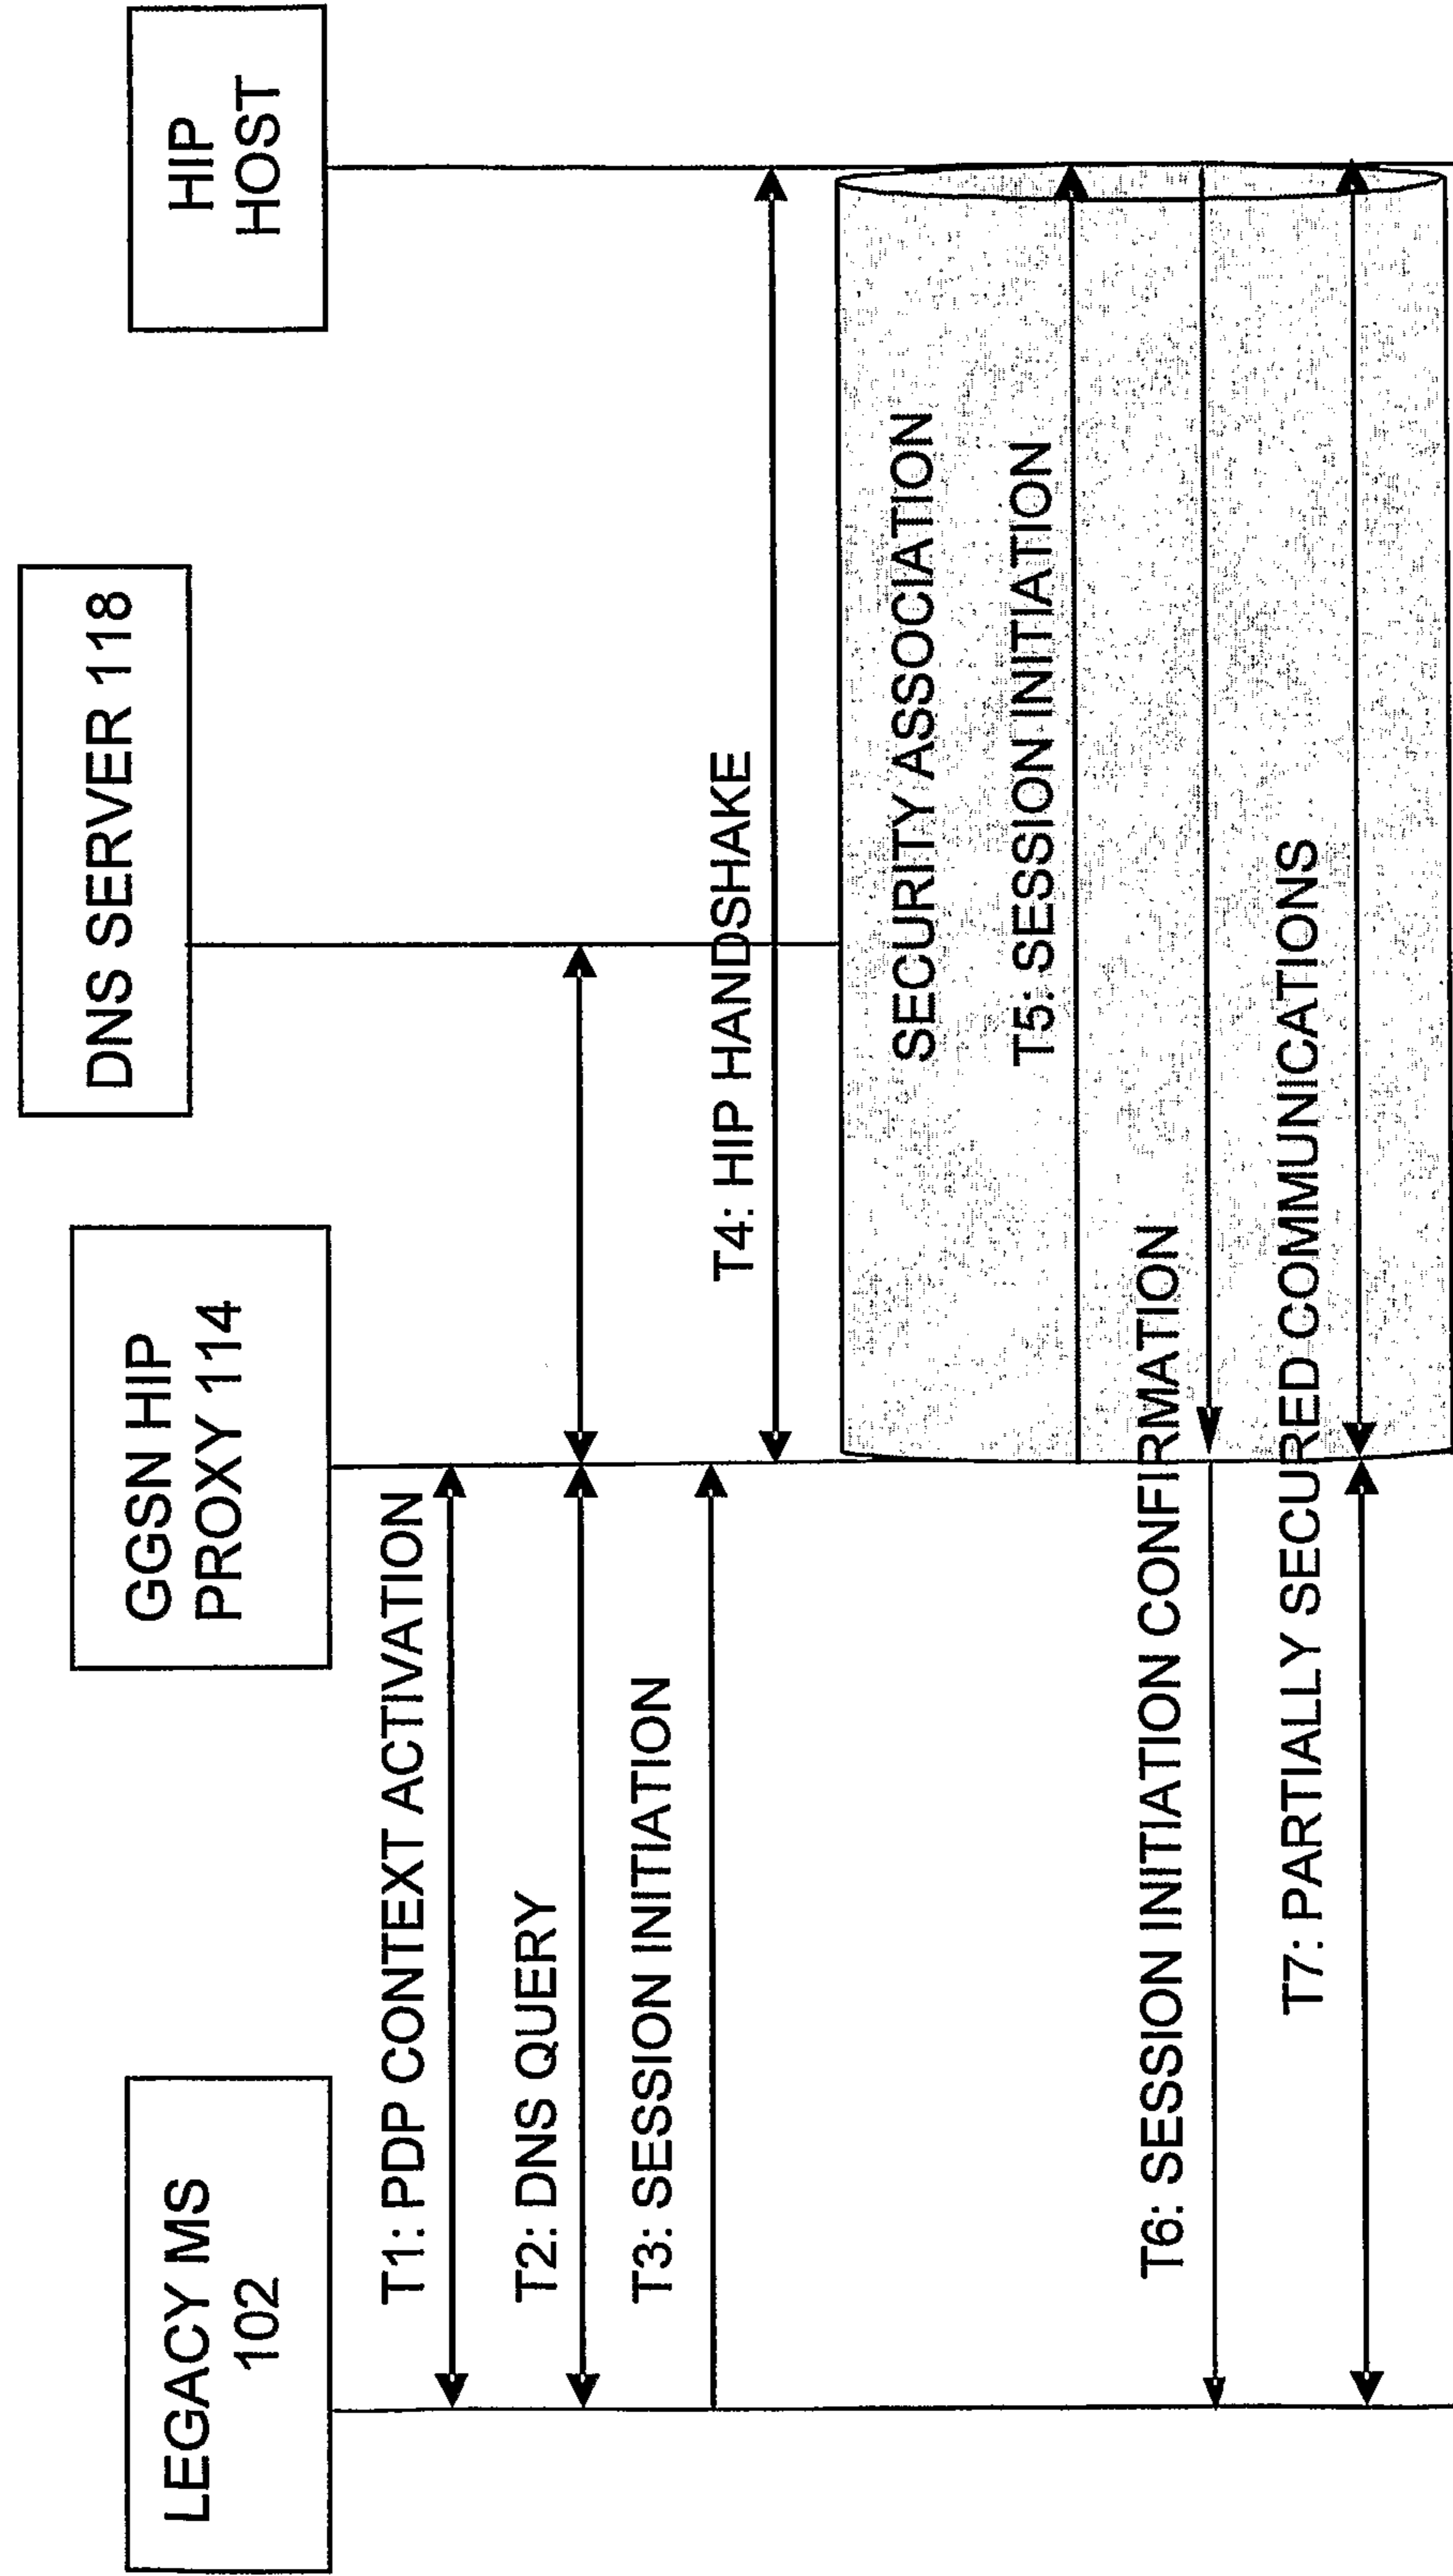 LEGACY MS
102
GGSN HIP
PROXY 114
DNS SERVER 118
HIP
HOST
T1: PDP CONTEXT ACTIVATION
T2: DNS QUERY
T3: SESSION INITIATION
T4: HIP HANDSHAKE
SECURITY ASSOCIATION
T5: SESSION INITIATION
T6: SESSION INITIATION CONFIRMATION
T7: PARTIALLY SECURED COMMUNICATIONS